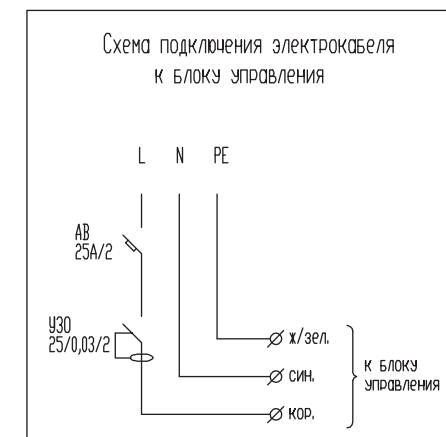 Схема подключения электрокабеля
к блоку управления
L N PE
АВ
25А/2
УЗО
25/0,03/2
ж/зел.
син.
кор.
к блоку
управления